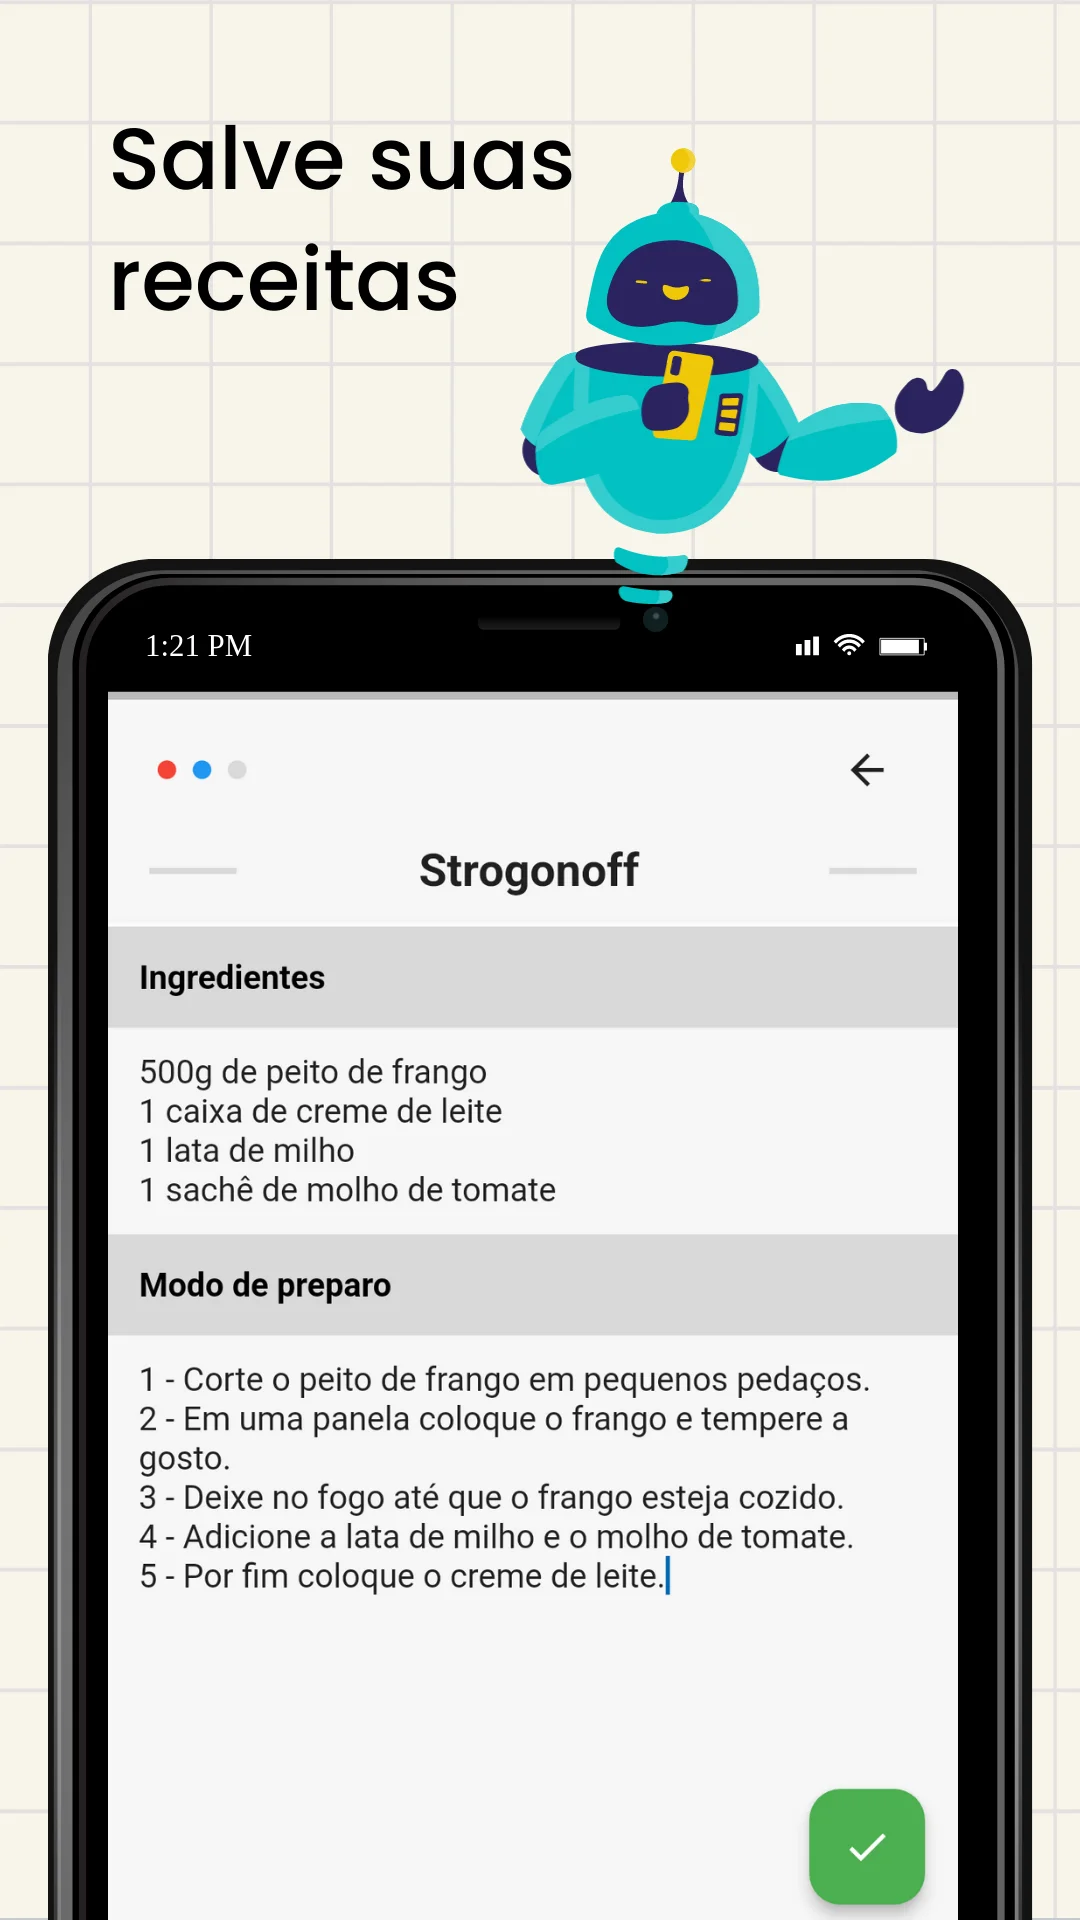 Salve suas
receitas
1:21 PM
Strogonoff
Ingredientes
500g de peito de frango
1 caixa de creme de leite
1 lata de milho
1 sachê de molho de tomate
Modo de preparo
1 - Corte o peito de frango em pequenos pedaços.
2 - Em uma panela coloque o frango e tempere a
gosto.
3 - Deixe no fogo até que o frango esteja cozido.
4 - Adicione a lata de milho e o molho de tomate.
5 - Por fim coloque o creme de leite.